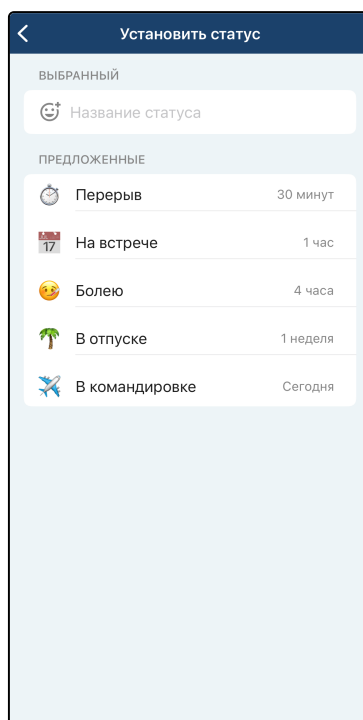 Установить статус
ВЫБРАННЫЙ
Название статуса
ПРЕДЛОЖЕННЫЕ
Перерыв 30 минут
17
На встрече 1 час
Болею 4 часа
В отпуске 1 неделя
В командировке Сегодня